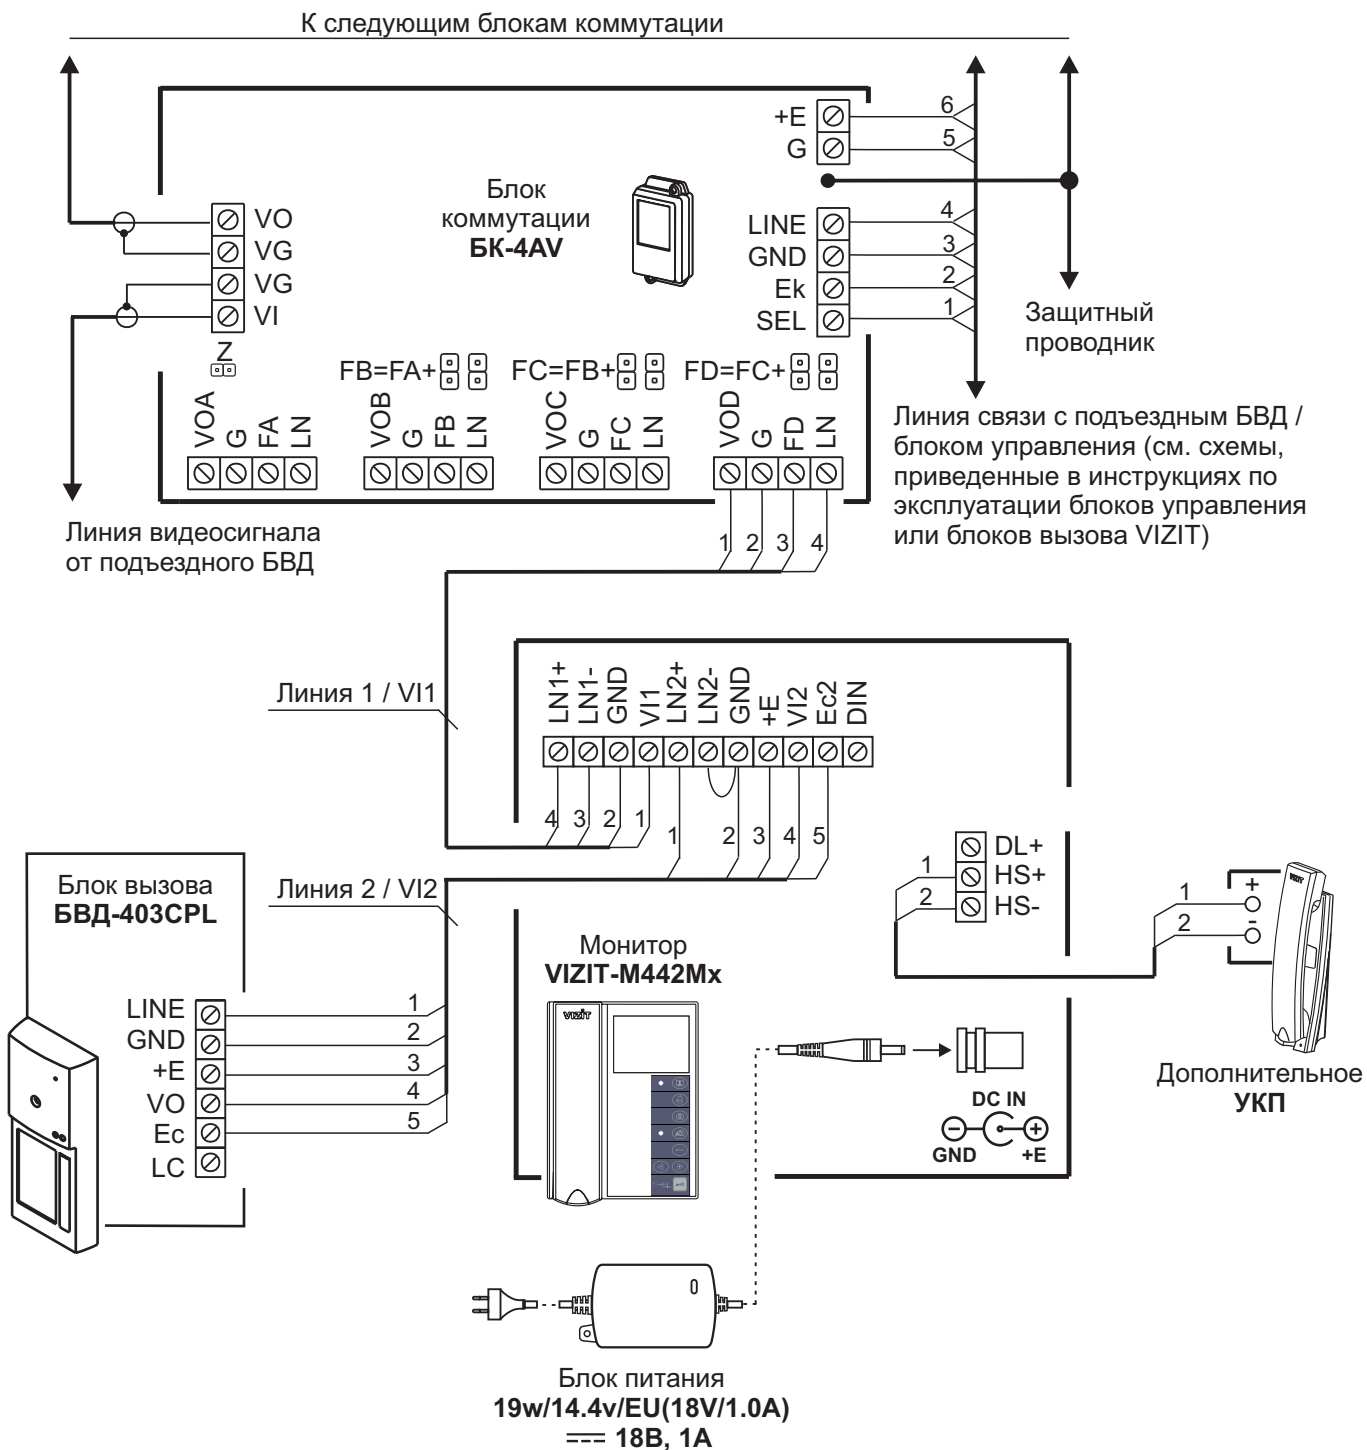 К следующим блокам коммутации
+E
G
6
5
Блок
коммутации
БК-4AV
VO
VG
VG
VI
Z
LINE
GND
Ek
SEL
4
3
2
1
Защитный
проводник
FB=FA+
FC=FB+
FD=FC+
VOA
G
FA
LN
VOB
G
FB
LN
VOC
G
FC
LN
VOD
G
FD
LN
Линия связи с подъездным БВД /
блоком управления (см. схемы,
приведенные в инструкциях по
эксплуатации блоков управления
или блоков вызова VIZIT)
Линия видеосигнала
от подъездного БВД
1 2 3 4
Линия 1 / VI1
LN1+
LN1-
GND
VI1
LN2+
LN2-
GND
+E
VI2
Ec2
DIN
4 3 2 1
1 2 3 4 5
Линия 2 / VI2
Блок вызова
БВД-403CPL
LINE
GND
+E
VO
Ec
LC
1
2
3
4
5
Монитор
VIZIT-M442Mx
VIZIT
DL+
HS+
HS-
1
2
1
2
+
-
VIZIT
Дополнительное
УКП
DC IN
GND
+E
Блок питания
19w/14.4v/EU(18V/1.0A)
18В, 1А